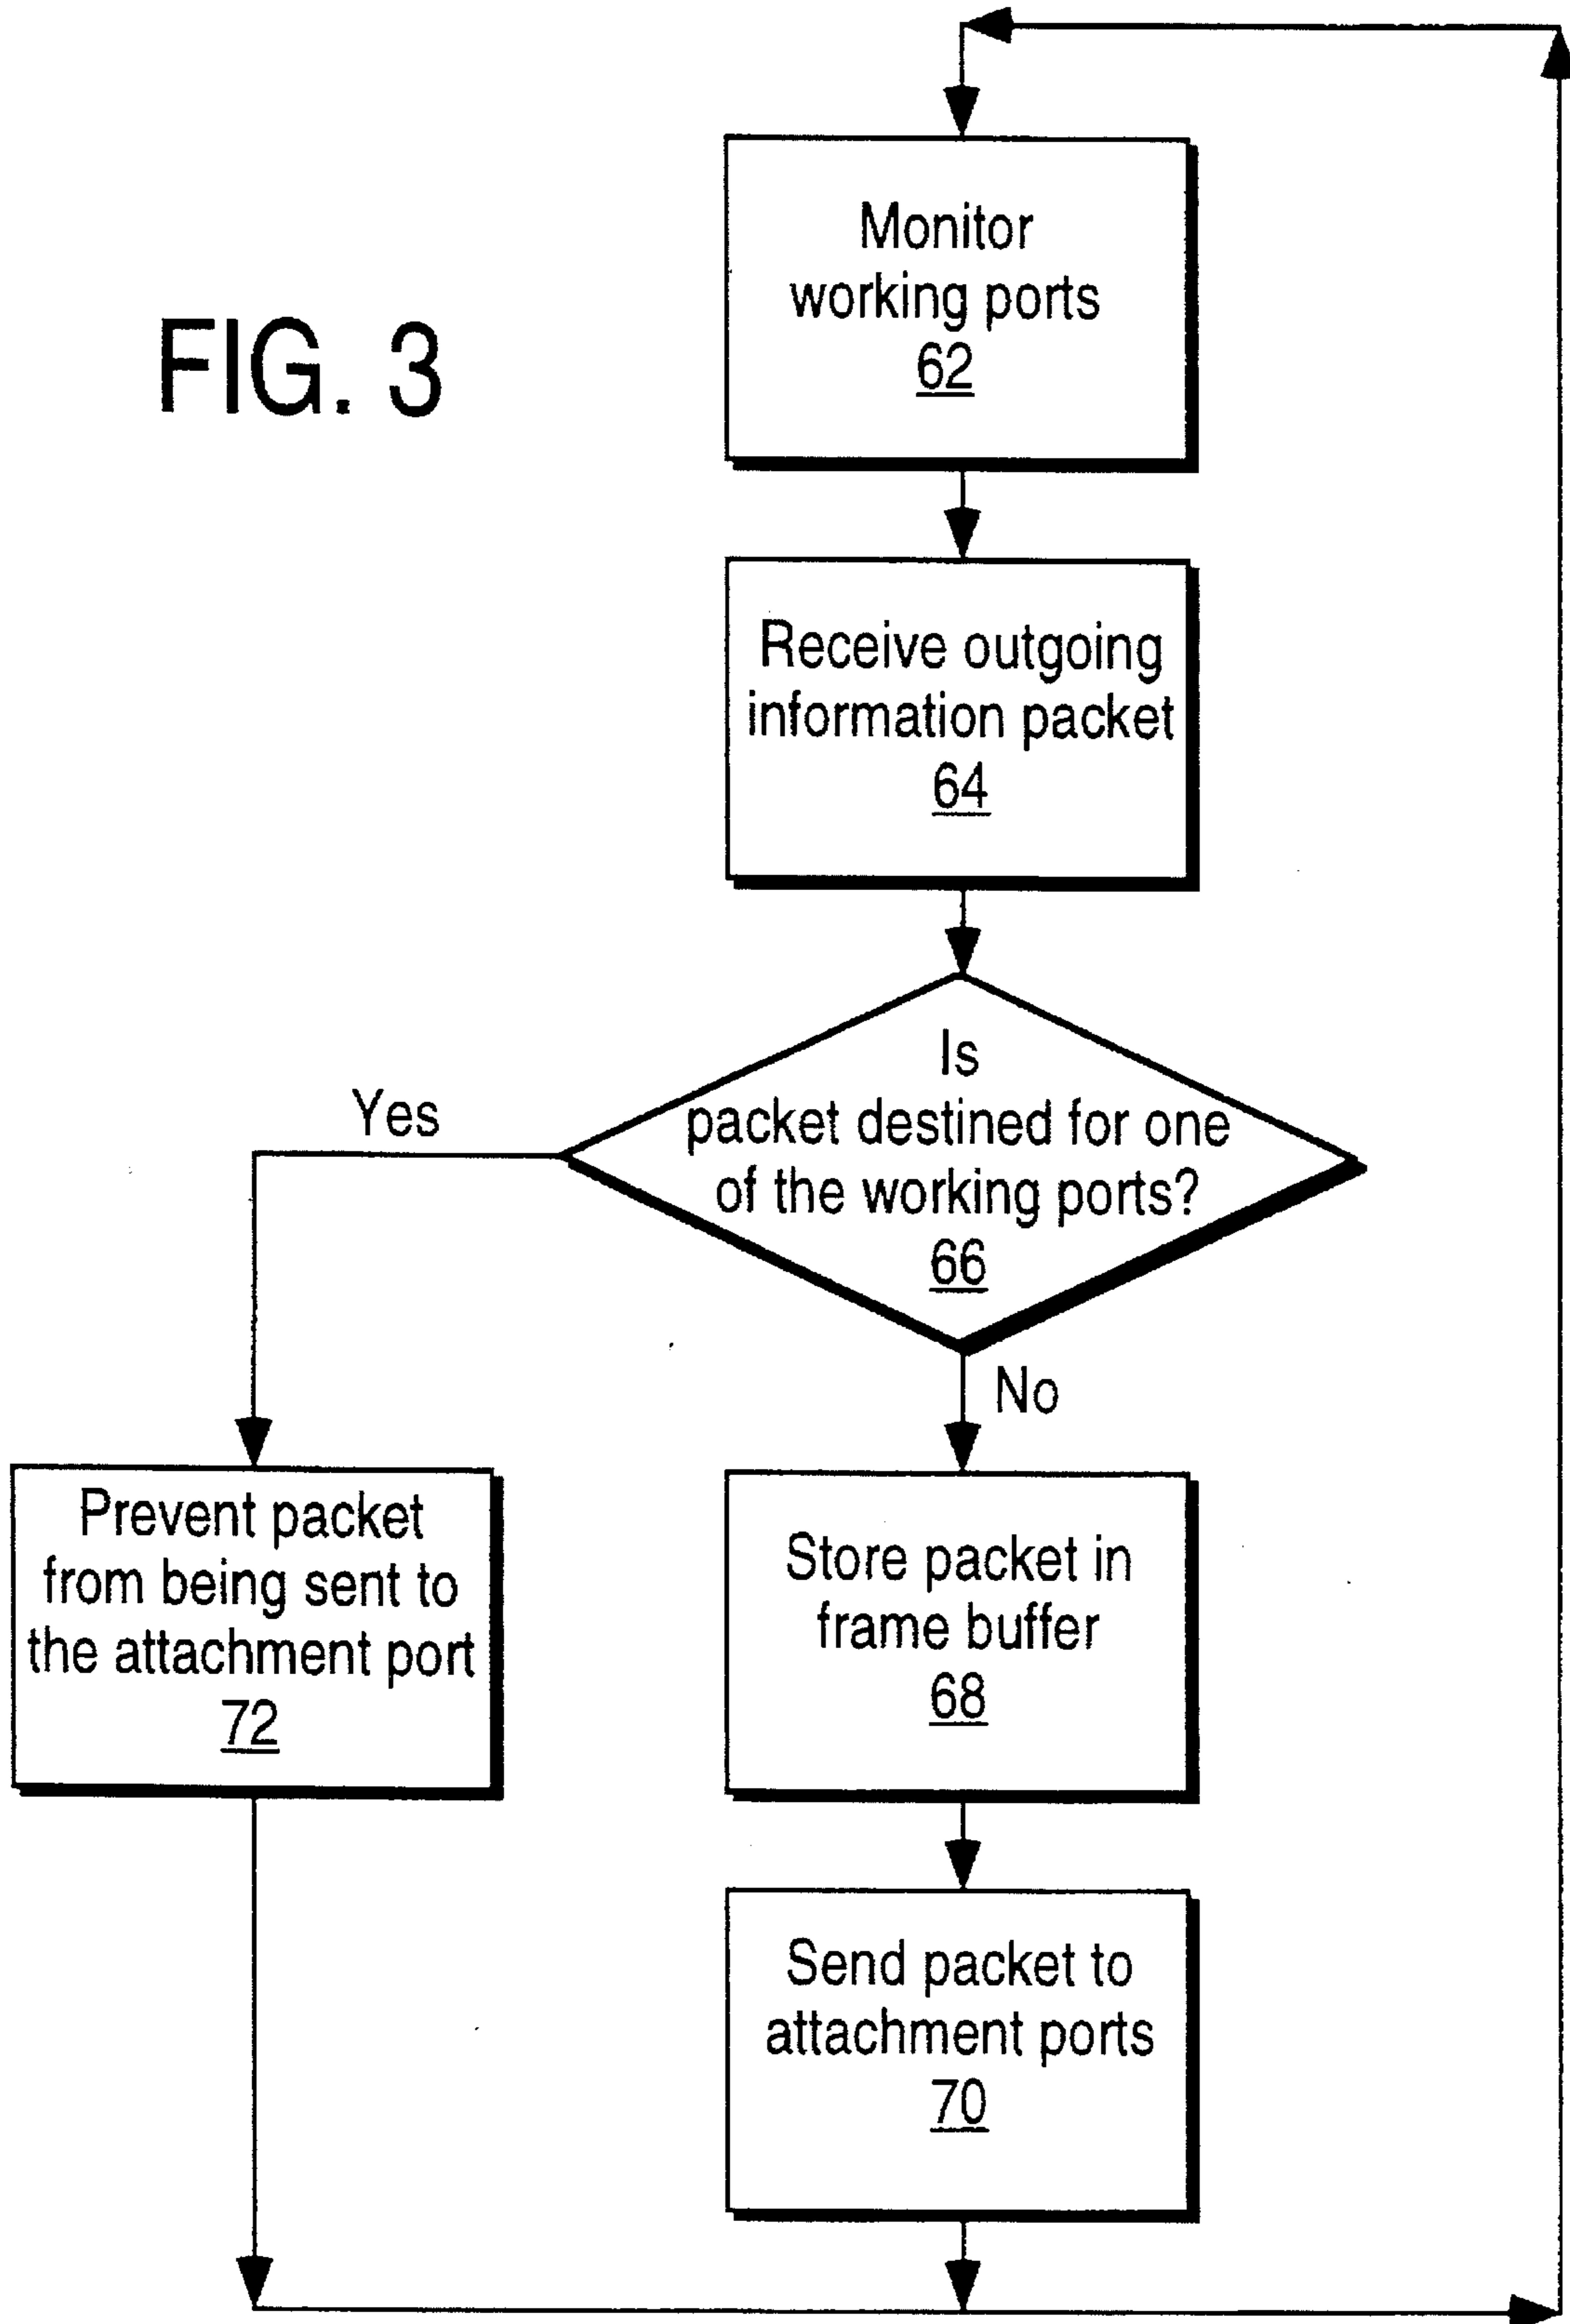 FIG. 3
Monitor
working ports
62
Receive outgoing
information packet
64
Is
packet destined for one
of the working ports?
66
Yes
No
Prevent packet
from being sent to
the attachment port
72
Store packet in
frame buffer
68
Send packet to
attachment ports
70